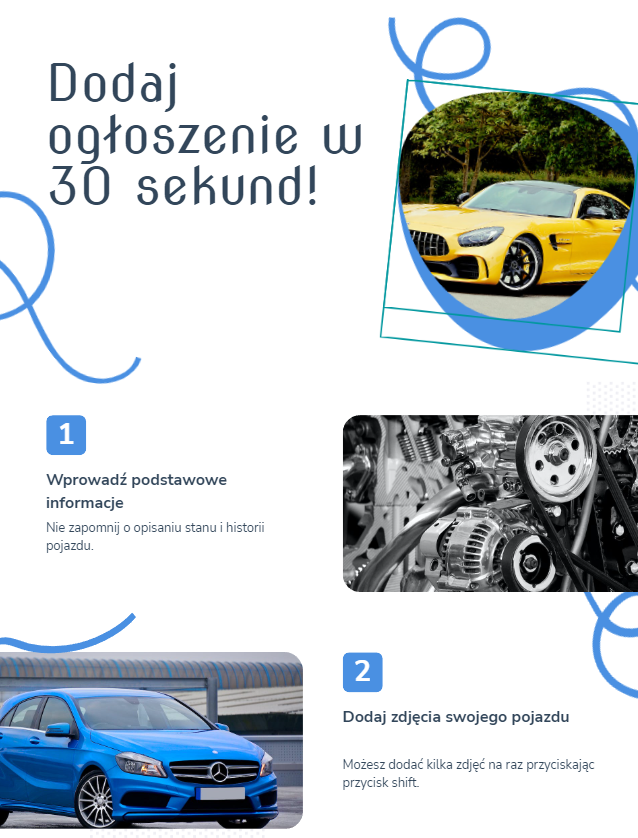 Dodaj
ogłoszenie w
30 sekund!
1
Wprowadź podstawowe
informacje
Nie zapomnij o opisaniu stanu i historii
pojazdu.
2
Dodaj zdjęcia swojego pojazdu
Możesz dodać kilka zdjęć na raz przyciskając
przycisk shift.